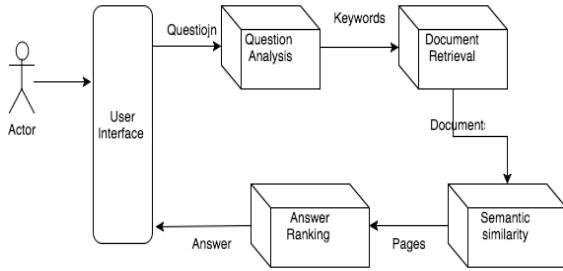 Questiojn
Keywords
Question
Analysis
Document
Retrieval
Actor
User
Interface
Documents
Answer
Ranking
Semantic
similarity
Answer
Pages